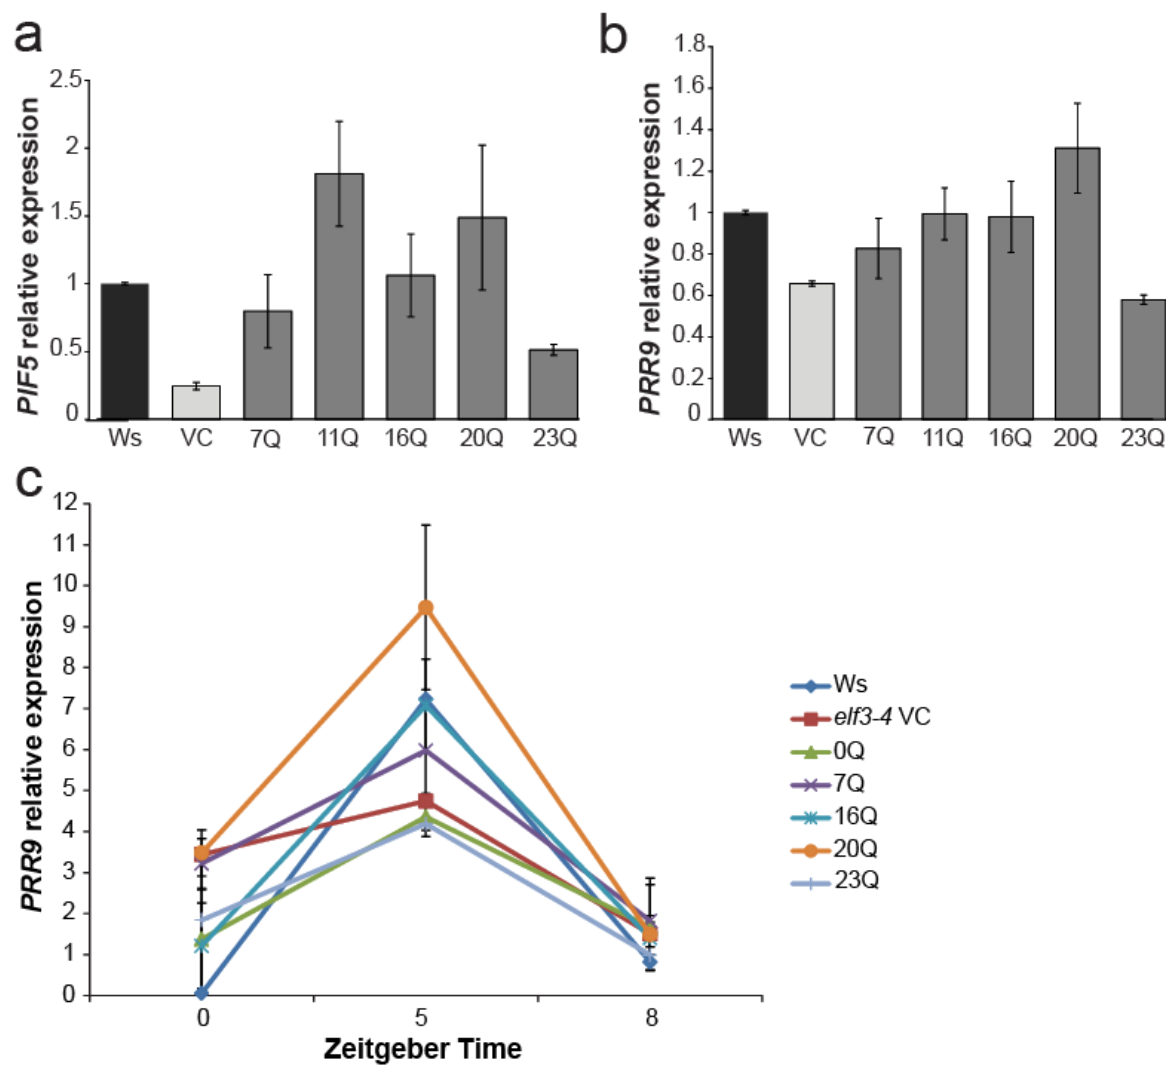 a
PIF5 relative expression
2.5
2
1.5
1
0.5
0
Ws VC 7Q 11Q 16Q 20Q 23Q
b
PRR9 relative expression
1.8
1.6
1.4
1.2
1
0.8
0.6
0.4
0.2
0
Ws VC 7Q 11Q 16Q 20Q 23Q
c
PRR9 relative expression
12
11
10
9
8
7
6
5
4
3
2
1
0
0 5 8
Zeitgeber Time
Ws
elf3-4 VC
0Q
7Q
16Q
20Q
23Q